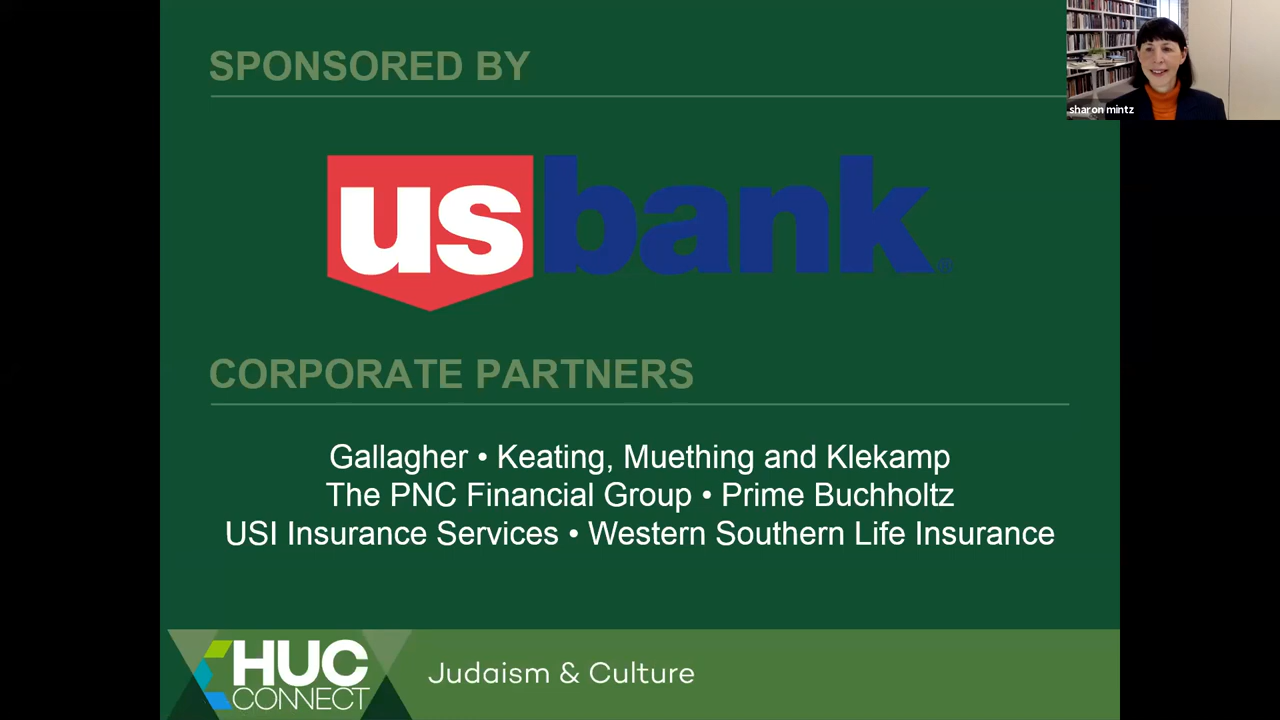 SPONSORED BY
sharon mintz
usbank®
CORPORATE PARTNERS
Gallagher • Keating, Muething and Klekamp
The PNC Financial Group • Prime Buchholtz
USI Insurance Services • Western Southern Life Insurance
HUC
CONNECT
Judaism & Culture